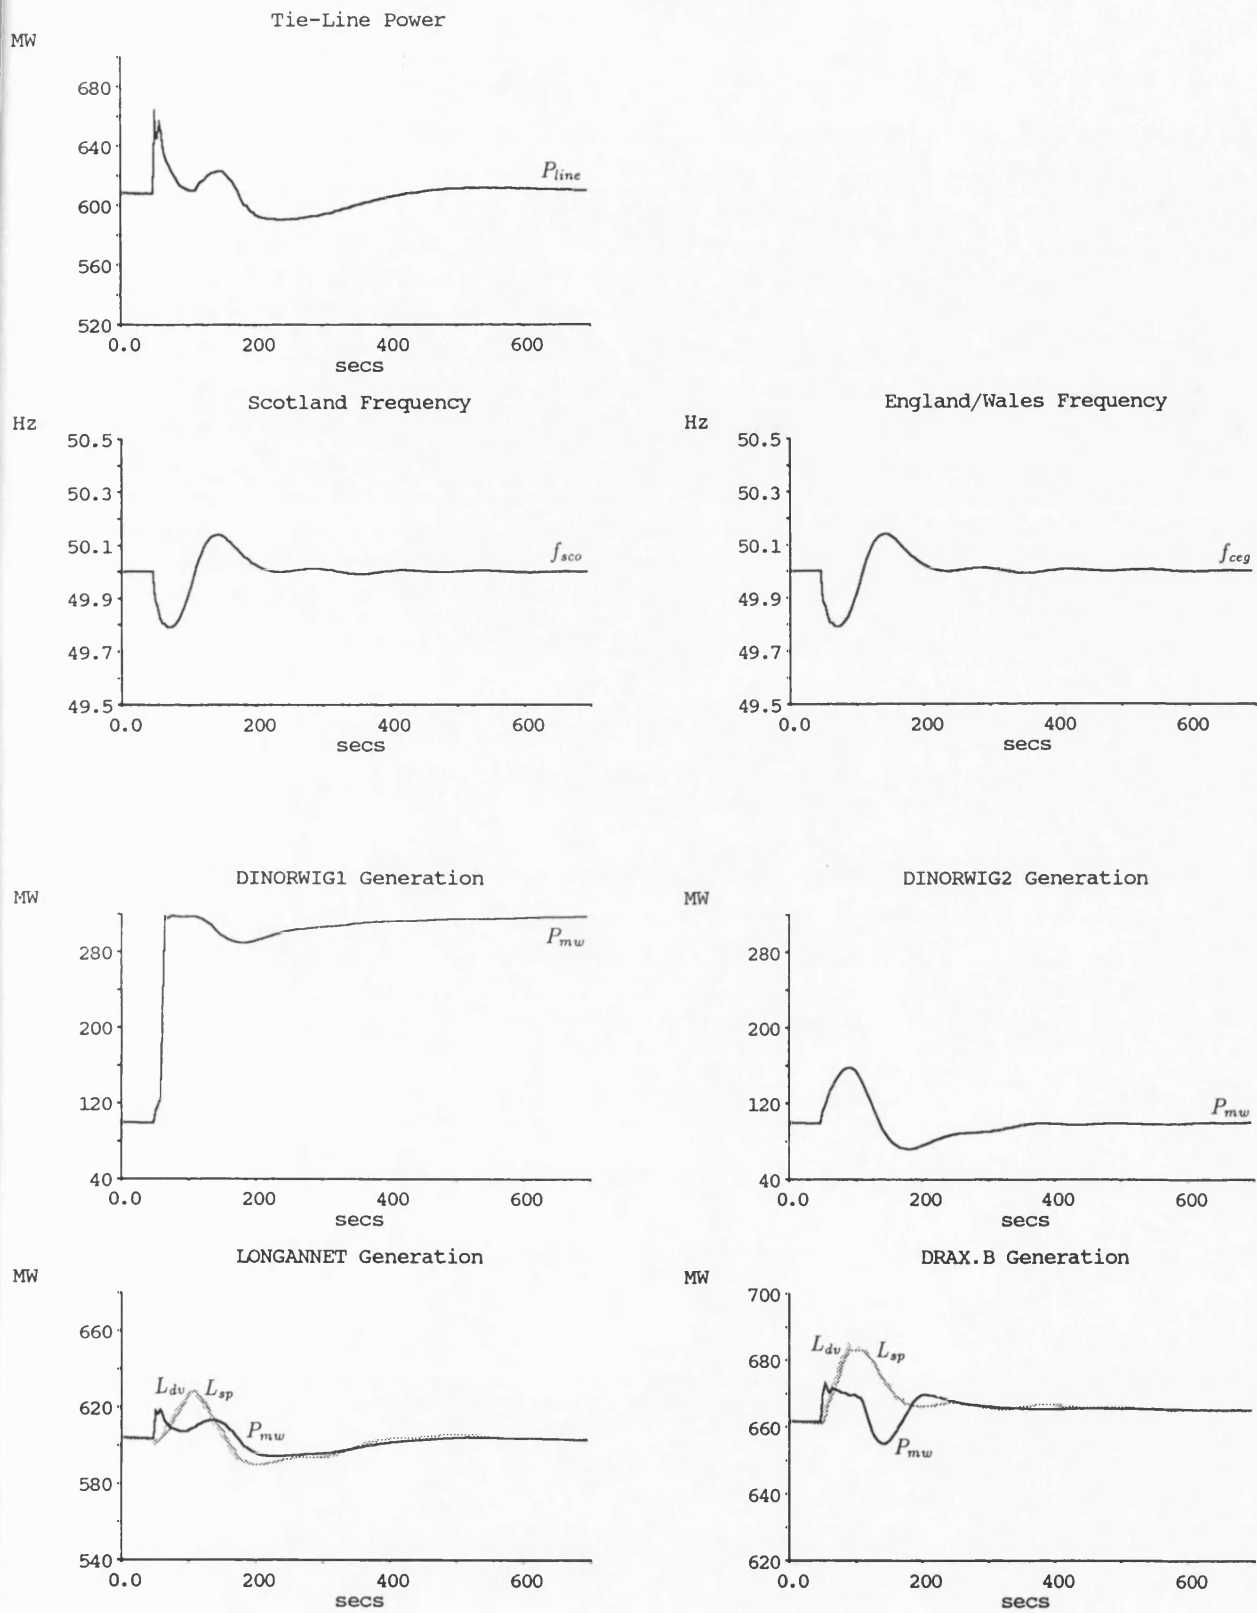 Tie-Line Power
MW
680
640
P_line
600
560
520
0.0 200 400 600
secs
Scotland Frequency
Hz
50.5
50.3
50.1
f_sco
49.9
49.7
49.5
0.0 200 400 600
secs
England/Wales Frequency
Hz
50.5
50.3
50.1
f_ceg
49.9
49.7
49.5
0.0 200 400 600
secs
DINORWIG1 Generation
MW
280
P_mw
200
120
40
0.0 200 400 600
secs
DINORWIG2 Generation
MW
280
200
120
P_mw
40
0.0 200 400 600
secs
LONGANNET Generation
MW
660
L_dv L_sp
620
P_mw
580
540
0.0 200 400 600
secs
DRAX.B Generation
MW
700
L_dv L_sp
680
660
P_mw
640
620
0.0 200 400 600
secs